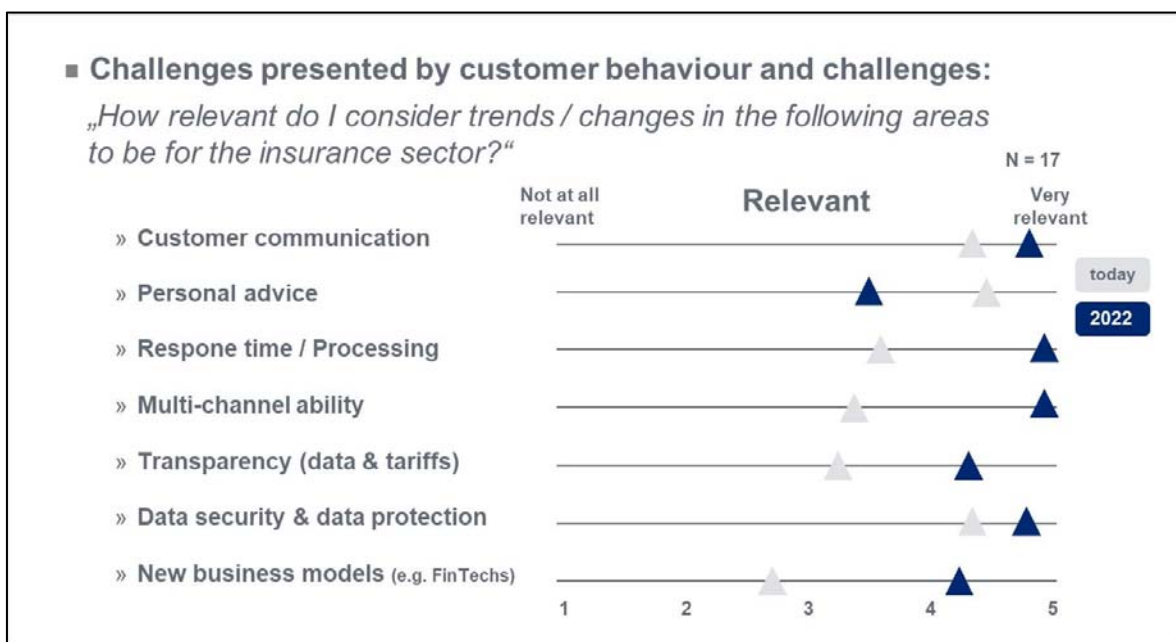 ▪ Challenges presented by customer behaviour and challenges:
„How relevant do I consider trends / changes in the following areas
to be for the insurance sector?“
N = 17
Not at all
relevant
Relevant
Very
relevant
» Customer communication
today
» Personal advice
2022
» Respone time / Processing
» Multi-channel ability
» Transparency (data & tariffs)
» Data security & data protection
» New business models (e.g. FinTechs)
1 2 3 4 5